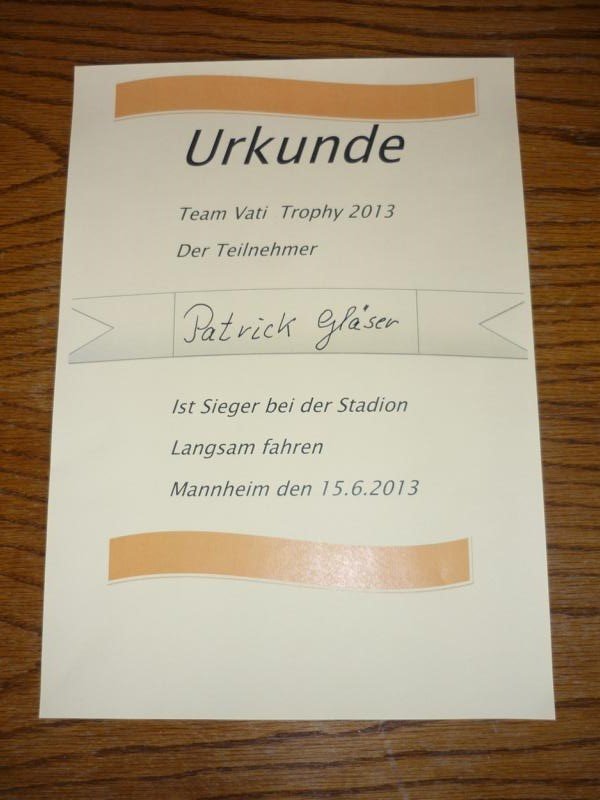 Urkunde
Team Vati Trophy 2013
Der Teilnehmer
Patrick Gläser
Ist Sieger bei der Stadion
Langsam fahren
Mannheim den 15.6.2013